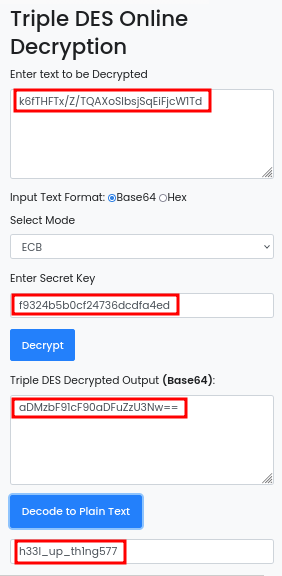 Triple DES Online
Decryption
Enter text to be Decrypted
k6fTHFTx/Z/TQAXoSIbsjSqEiFjcW1Td
Input Text Format: Base64 Hex
Select Mode
ECB
Enter Secret Key
f9324b5b0cf24736dcdfa4ed
Decrypt
Triple DES Decrypted Output (Base64):
aDMzbF91cF90aDFuZzU3Nw==
Decode to Plain Text
h33l_up_th1ng577